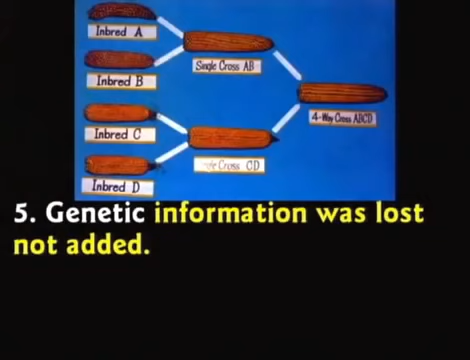 Inbred A
Inbred B
Single Cross AB
4-Way Cross ABCD
Inbred C
Cross CD
Inbred D
5. Genetic information was lost
not added.